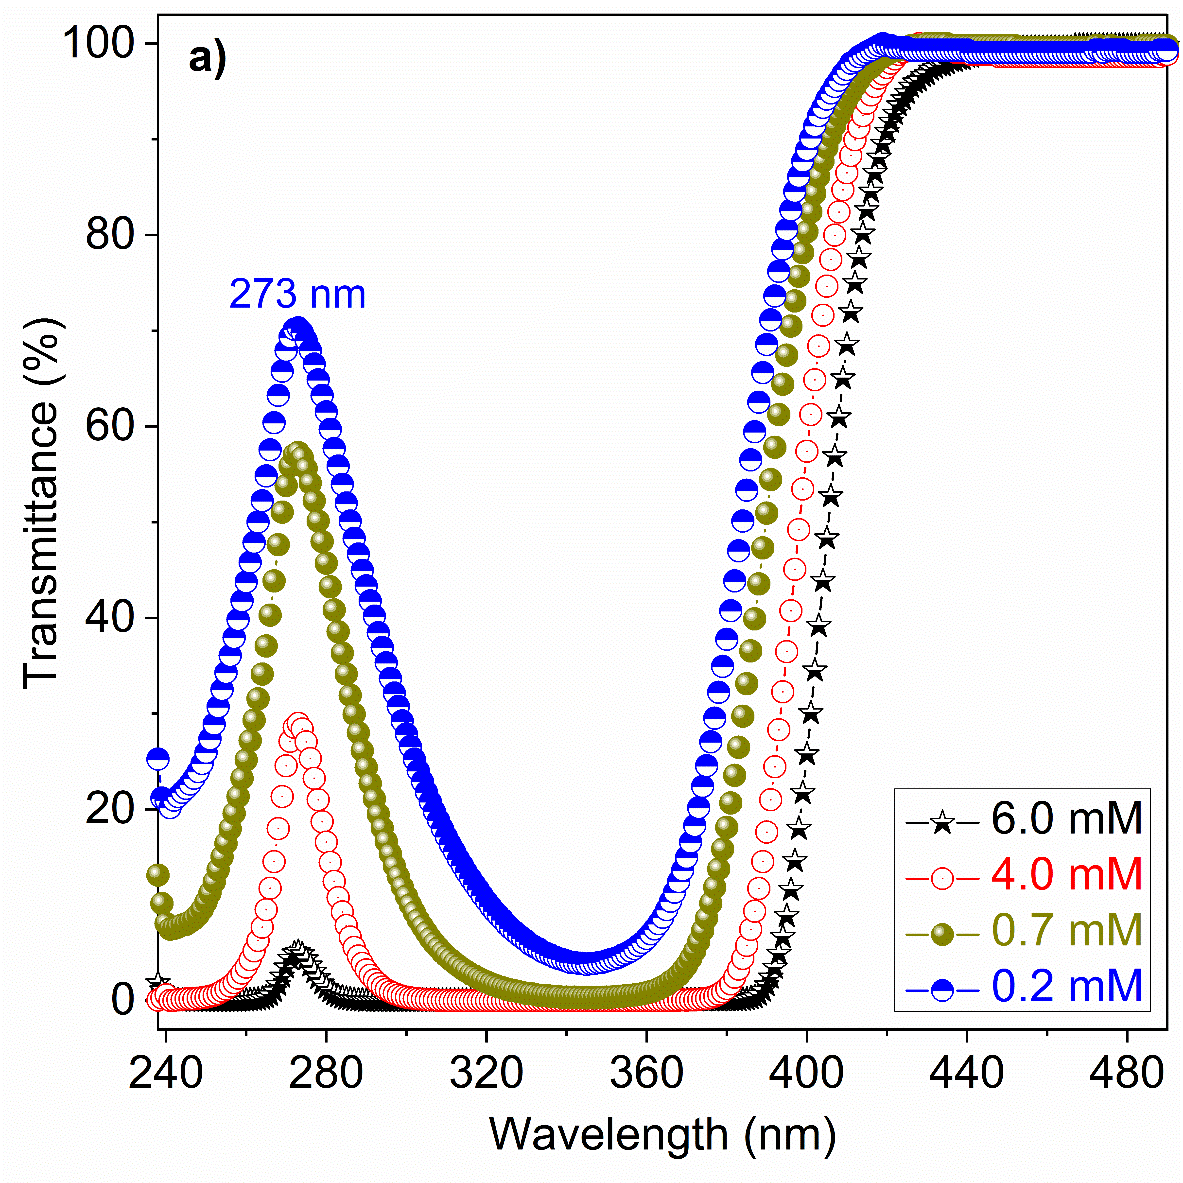 a)
100
80
60
40
20
0
273 nm
Transmittance (%)
6.0 mM
4.0 mM
0.7 mM
0.2 mM
240 280 320 360 400 440 480
Wavelength (nm)